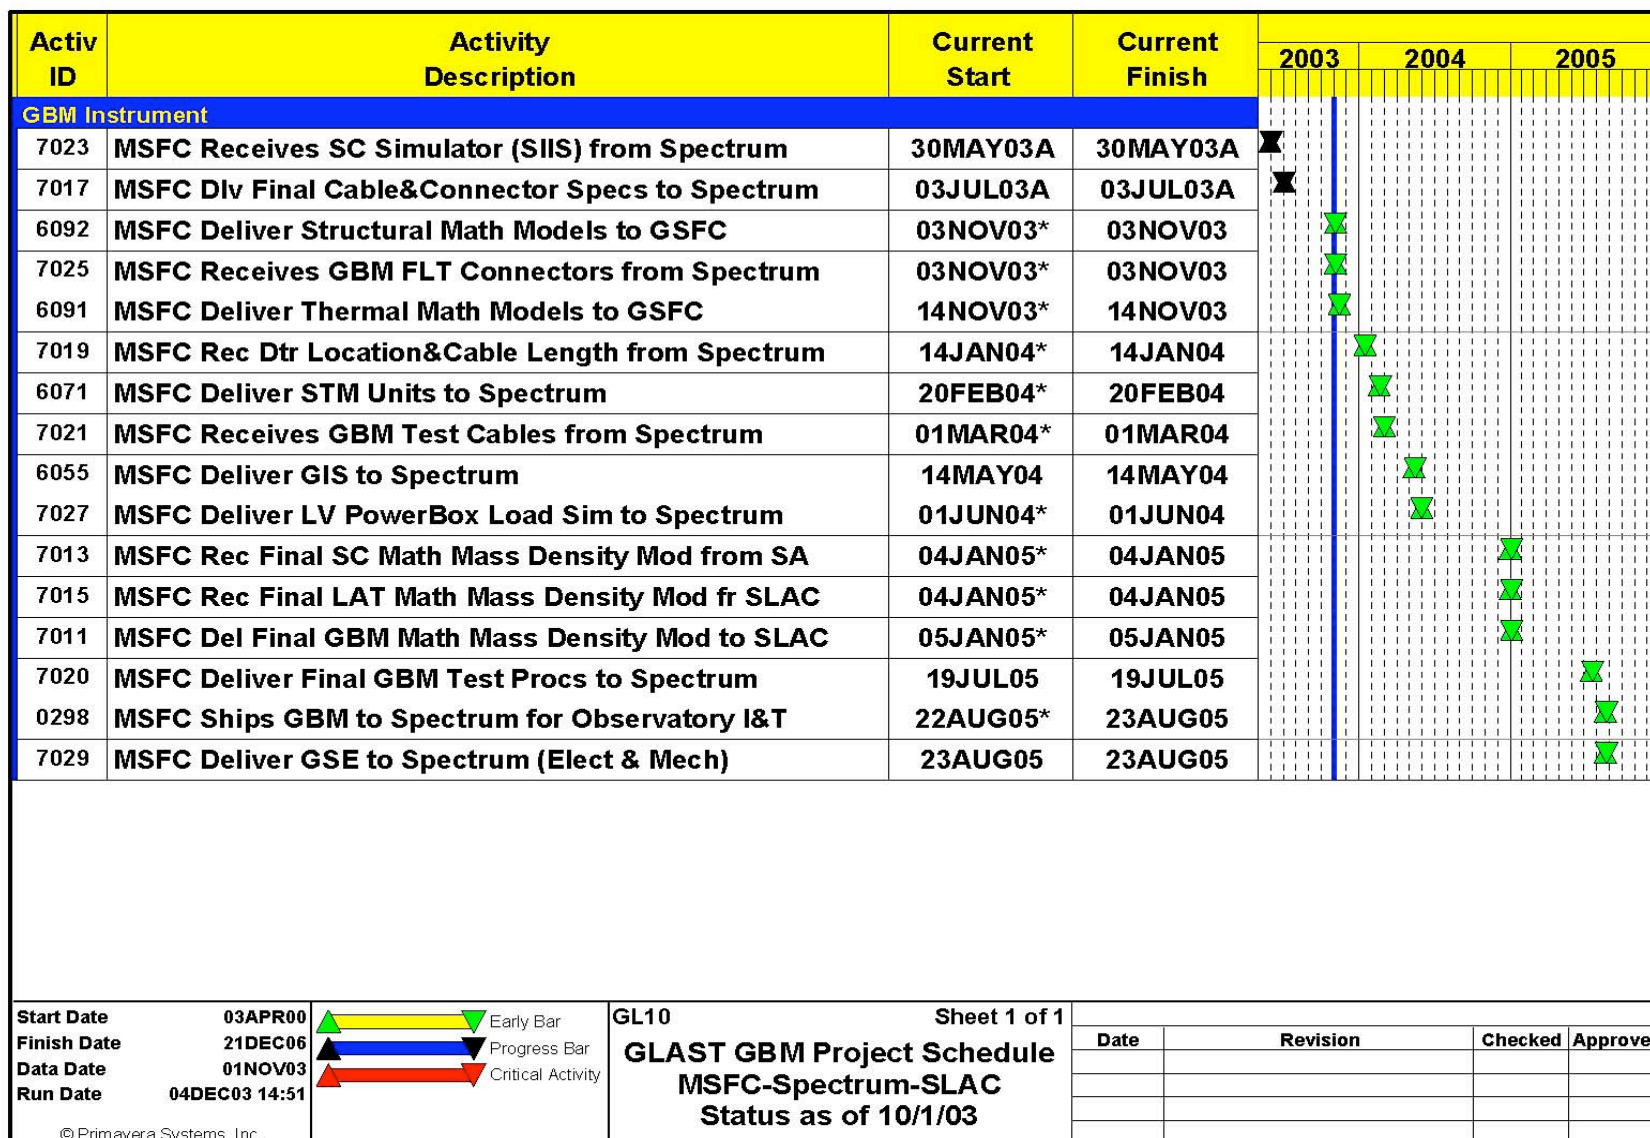 Activ ID Activity Description Current Start Current Finish 2003 2004 2005
GBM Instrument
7023 MSFC Receives SC Simulator (SIIS) from Spectrum 30MAY03A 30MAY03A
7017 MSFC Dlv Final Cable&Connector Specs to Spectrum 03JUL03A 03JUL03A
6092 MSFC Deliver Structural Math Models to GSFC 03NOV03* 03NOV03
7025 MSFC Receives GBM FLT Connectors from Spectrum 03NOV03* 03NOV03
6091 MSFC Deliver Thermal Math Models to GSFC 14NOV03* 14NOV03
7019 MSFC Rec Dtr Location&Cable Length from Spectrum 14JAN04* 14JAN04
6071 MSFC Deliver STM Units to Spectrum 20FEB04* 20FEB04
7021 MSFC Receives GBM Test Cables from Spectrum 01MAR04* 01MAR04
6055 MSFC Deliver GIS to Spectrum 14MAY04 14MAY04
7027 MSFC Deliver LV PowerBox Load Sim to Spectrum 01JUN04* 01JUN04
7013 MSFC Rec Final SC Math Mass Density Mod from SA 04JAN05* 04JAN05
7015 MSFC Rec Final LAT Math Mass Density Mod fr SLAC 04JAN05* 04JAN05
7011 MSFC Del Final GBM Math Mass Density Mod to SLAC 05JAN05* 05JAN05
7020 MSFC Deliver Final GBM Test Procs to Spectrum 19JUL05 19JUL05
0298 MSFC Ships GBM to Spectrum for Observatory I&T 22AUG05* 23AUG05
7029 MSFC Deliver GSE to Spectrum (Elect & Mech) 23AUG05 23AUG05
Start Date 03APR00
Finish Date 21DEC06
Data Date 01NOV03
Run Date 04DEC03 14:51
© Primavera Systems, Inc.
Early Bar
Progress Bar
Critical Activity
GL10 Sheet 1 of 1
GLAST GBM Project Schedule
MSFC-Spectrum-SLAC
Status as of 10/1/03
Date Revision Checked Approve